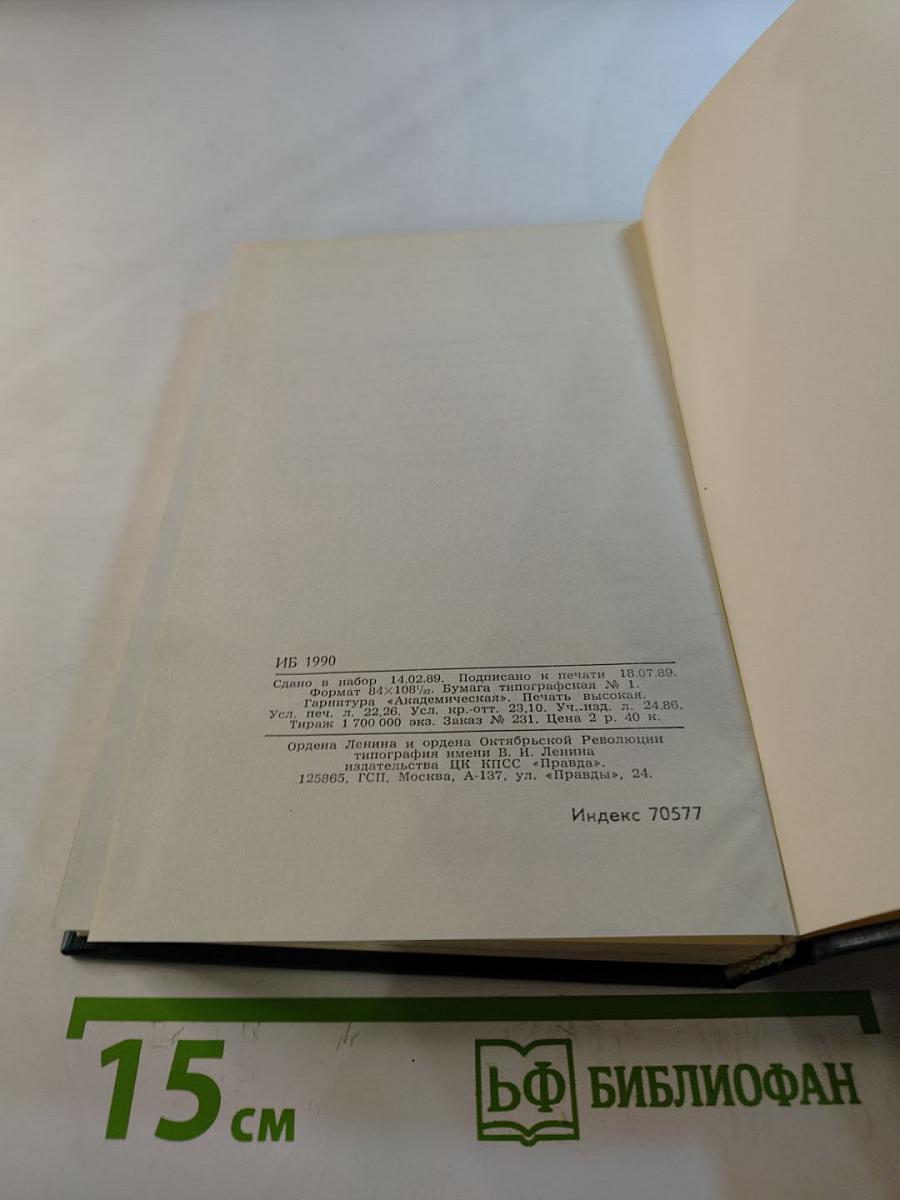 ИБ 1990
Сдано в набор 14.02.89. Подписано к печати 18.07.89.
Формат 84×108¹/₃₂. Бумага типографская № 1.
Гарнитура «Академическая». Печать высокая.
Усл. печ. л. 22,26. Усл. кр.-отт. 23,10. Уч.-изд. л. 24,86.
Тираж 1 700 000 экз. Заказ № 231. Цена 2 р. 40 к.
Ордена Ленина и ордена Октябрьской Революции
типография имени В. И. Ленина
издательства ЦК КПСС «Правда».
125865, ГСП, Москва, А-137, ул. «Правды», 24.
Индекс 70577
15 см
БФ БИБЛИОФАН